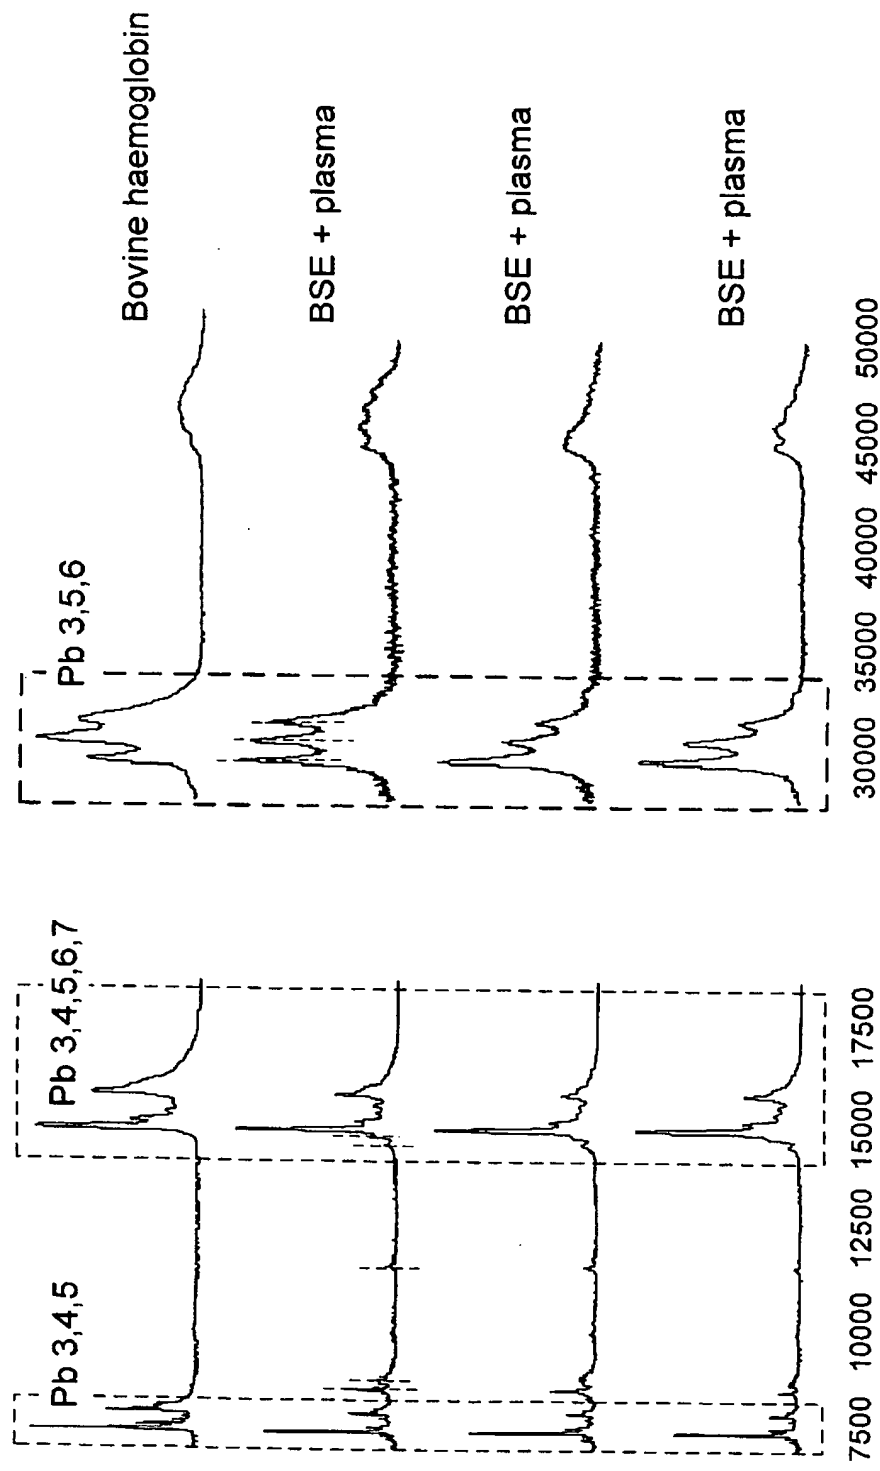 Pb 3,4,5
Pb 3,4,5,6,7
Pb 3,5,6
Bovine haemoglobin
BSE + plasma
BSE + plasma
BSE + plasma
7500 10000 12500 15000 17500
30000 35000 40000 45000 50000